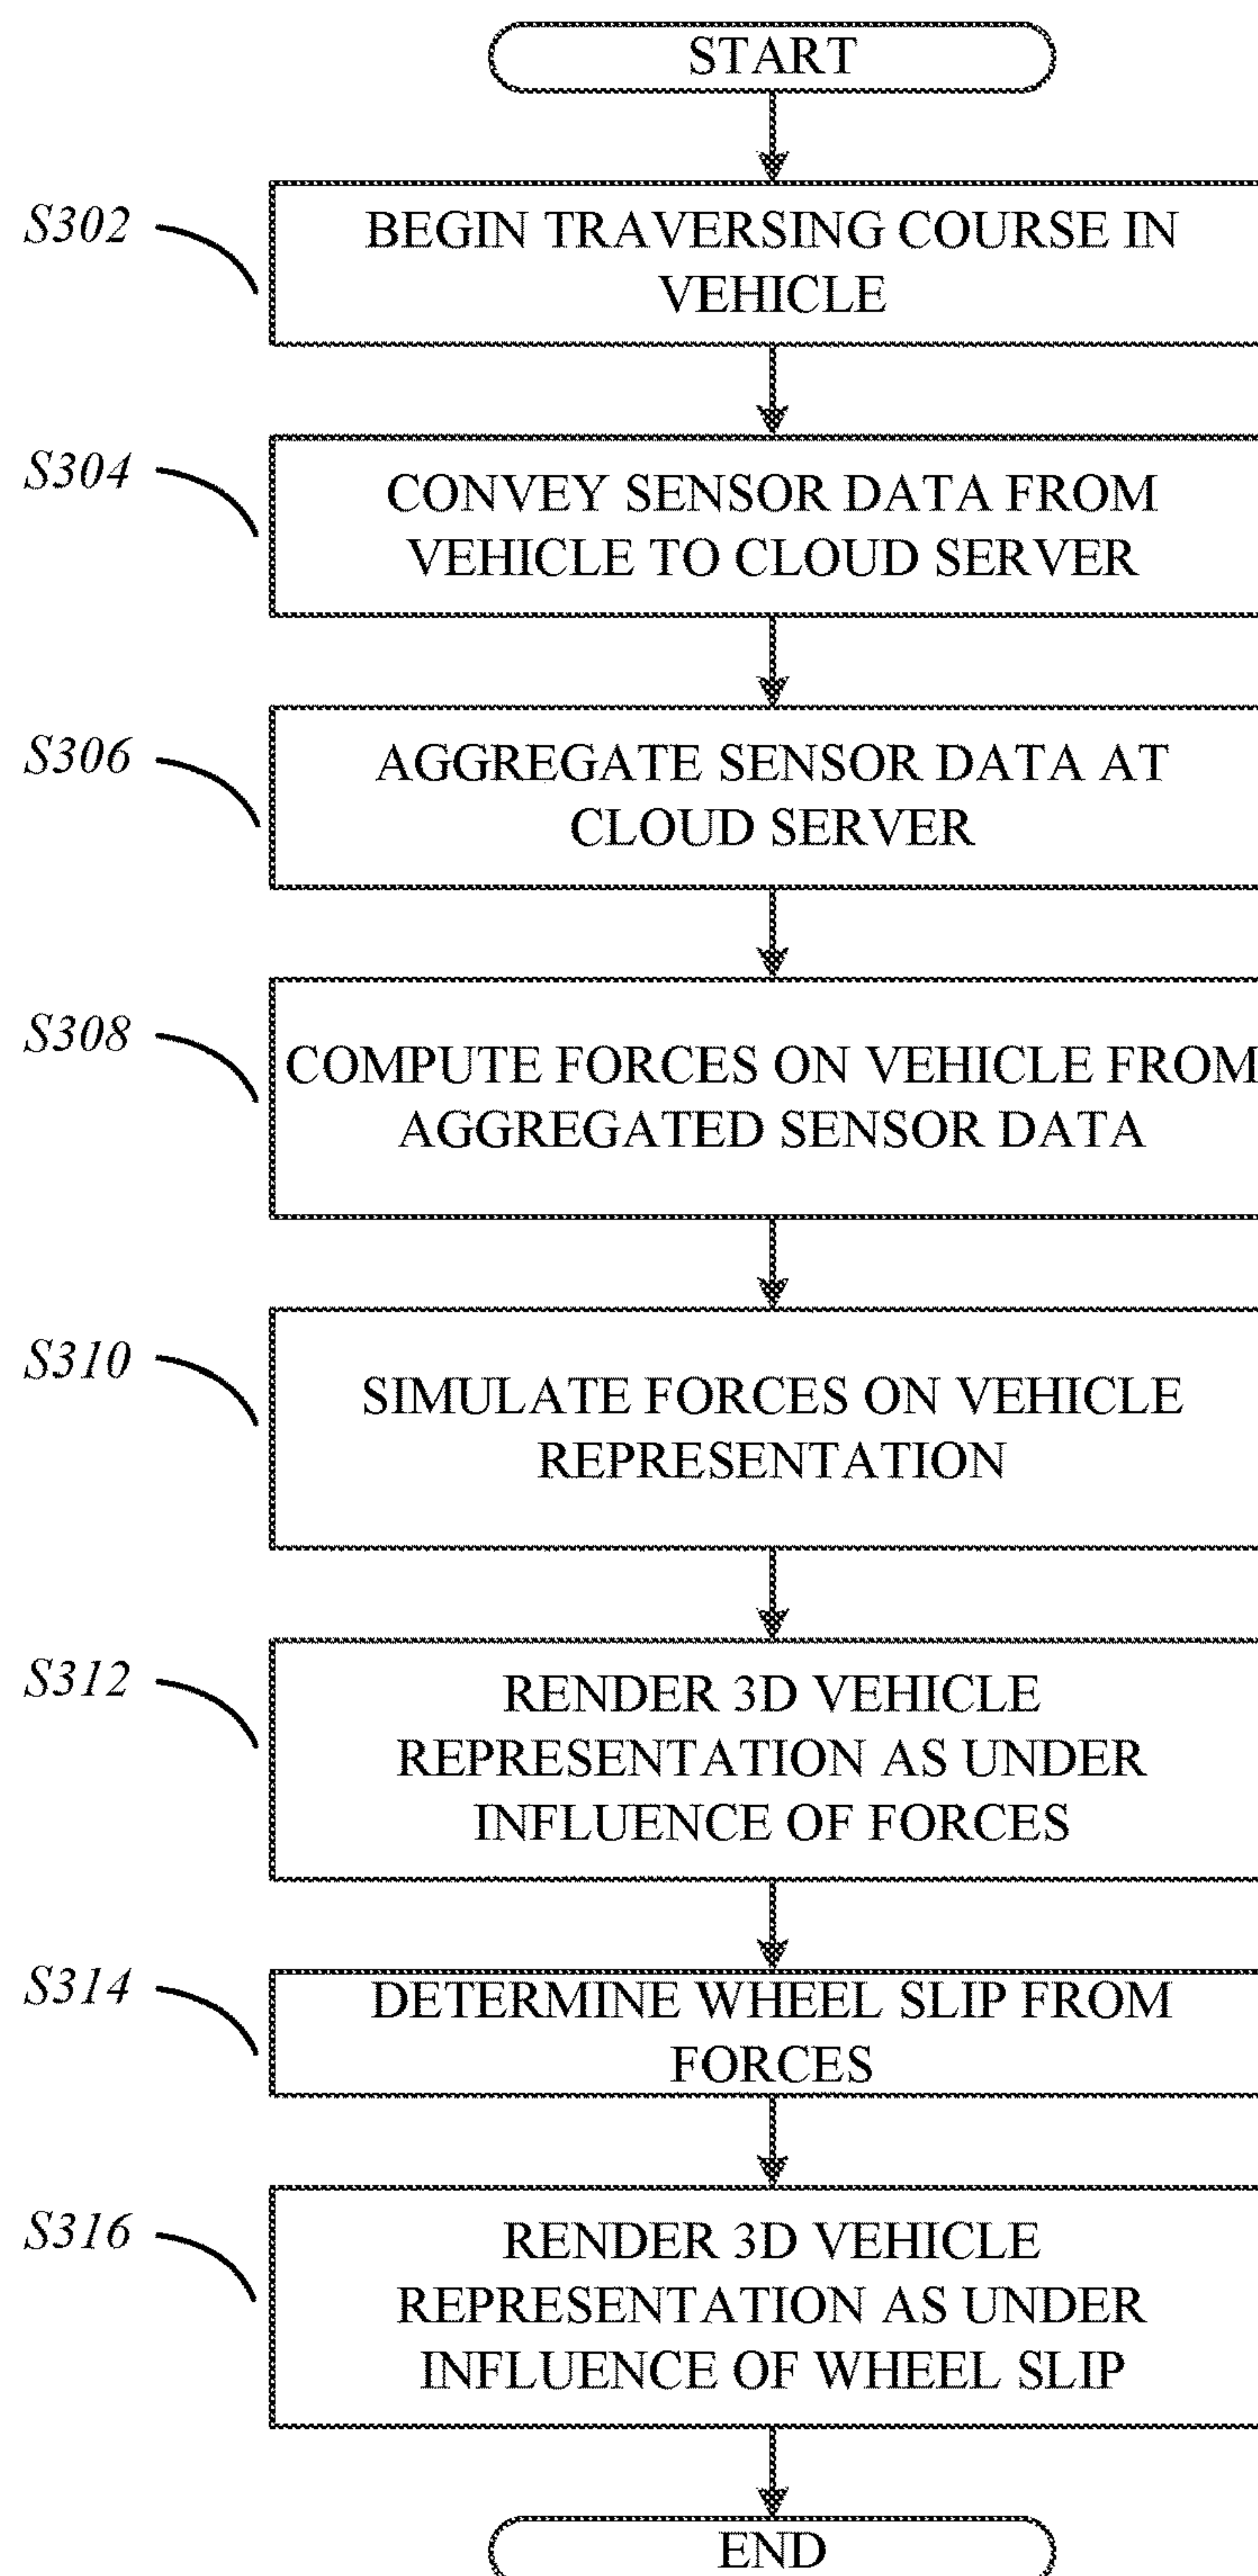 START
S302
BEGIN TRAVERSING COURSE IN
VEHICLE
S304
CONVEY SENSOR DATA FROM
VEHICLE TO CLOUD SERVER
S306
AGGREGATE SENSOR DATA AT
CLOUD SERVER
S308
COMPUTE FORCES ON VEHICLE FROM
AGGREGATED SENSOR DATA
S310
SIMULATE FORCES ON VEHICLE
REPRESENTATION
S312
RENDER 3D VEHICLE
REPRESENTATION AS UNDER
INFLUENCE OF FORCES
S314
DETERMINE WHEEL SLIP FROM
FORCES
S316
RENDER 3D VEHICLE
REPRESENTATION AS UNDER
INFLUENCE OF WHEEL SLIP
END